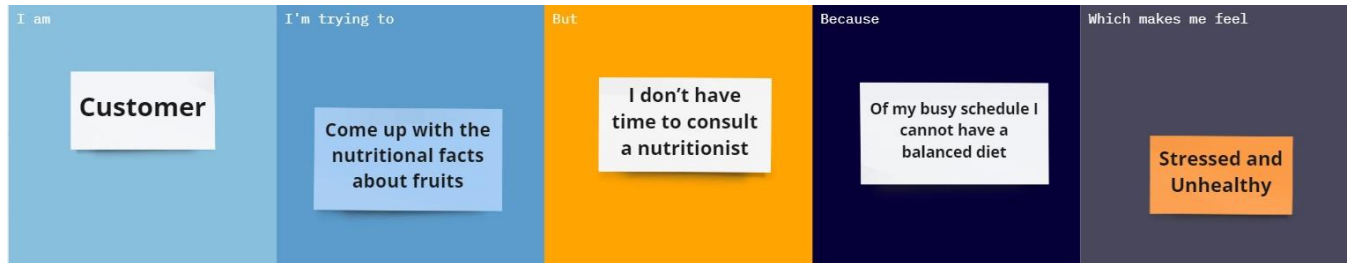 I am
Customer
I'm trying to
Come up with the
nutritional facts
about fruits
But
I don’t have
time to consult
a nutritionist
Because
Of my busy schedule I
cannot have a
balanced diet
Which makes me feel
Stressed and
Unhealthy